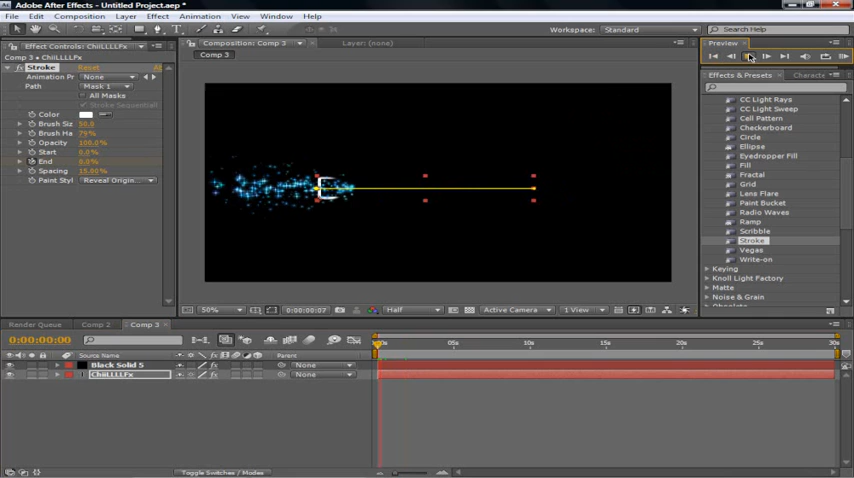 Adobe After Effects - Untitled Project.aep *
File Edit Composition Layer Effect Animation View Window Help
Workspace: Standard Search Help
Effect Controls: ChiiLLLLFx
Composition: Comp 3
Layer: (none)
Preview
Comp 3 • ChiiLLLLFx
Comp 3
Effects & Presets
Stroke Reset
Animation Pr None
Path Mask 1
All Masks
Stroke Sequential
Color
Brush Siz 50.0
Brush Ha 79%
Opacity 100.0%
Start 0.0%
End 0.0%
Spacing 15.00%
Paint Styl Reveal Origin...
CC Light Rays
CC Light Sweep
Cell Pattern
Checkerboard
Circle
Ellipse
Eyedropper Fill
Fill
Fractal
Grid
Lens Flare
Paint Bucket
Radio Waves
Ramp
Scribble
Stroke
Vegas
Write-on
Keying
Knoll Light Factory
Matte
Noise & Grain
50% 0:00:00:07 Half Active Camera 1 View
Render Queue Comp 2 Comp 3
0:00:00:00
Source Name Parent
05s 10s 15s 20s 25s 30s
Black Solid 5 None
ChiiLLLLFx None
Toggle Switches / Modes